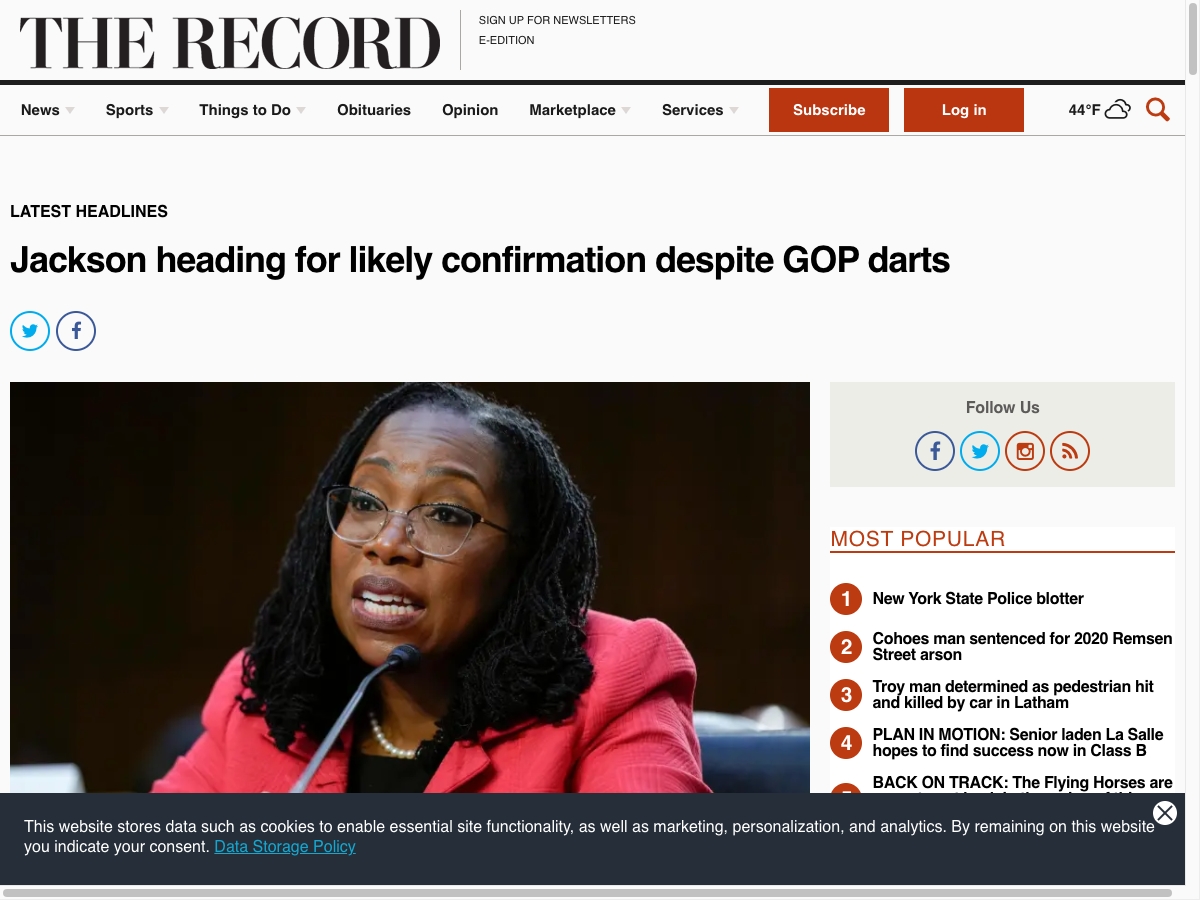 THE RECORD
SIGN UP FOR NEWSLETTERS
E-EDITION
News
Sports
Things to Do
Obituaries
Opinion
Marketplace
Services
Subscribe
Log in
44°F
LATEST HEADLINES
Jackson heading for likely confirmation despite GOP darts
Follow Us
MOST POPULAR
1 New York State Police blotter
2 Cohoes man sentenced for 2020 Remsen
Street arson
3 Troy man determined as pedestrian hit
and killed by car in Latham
4 PLAN IN MOTION: Senior laden La Salle
hopes to find success now in Class B
BACK ON TRACK: The Flying Horses are
This website stores data such as cookies to enable essential site functionality, as well as marketing, personalization, and analytics. By remaining on this website
you indicate your consent. Data Storage Policy